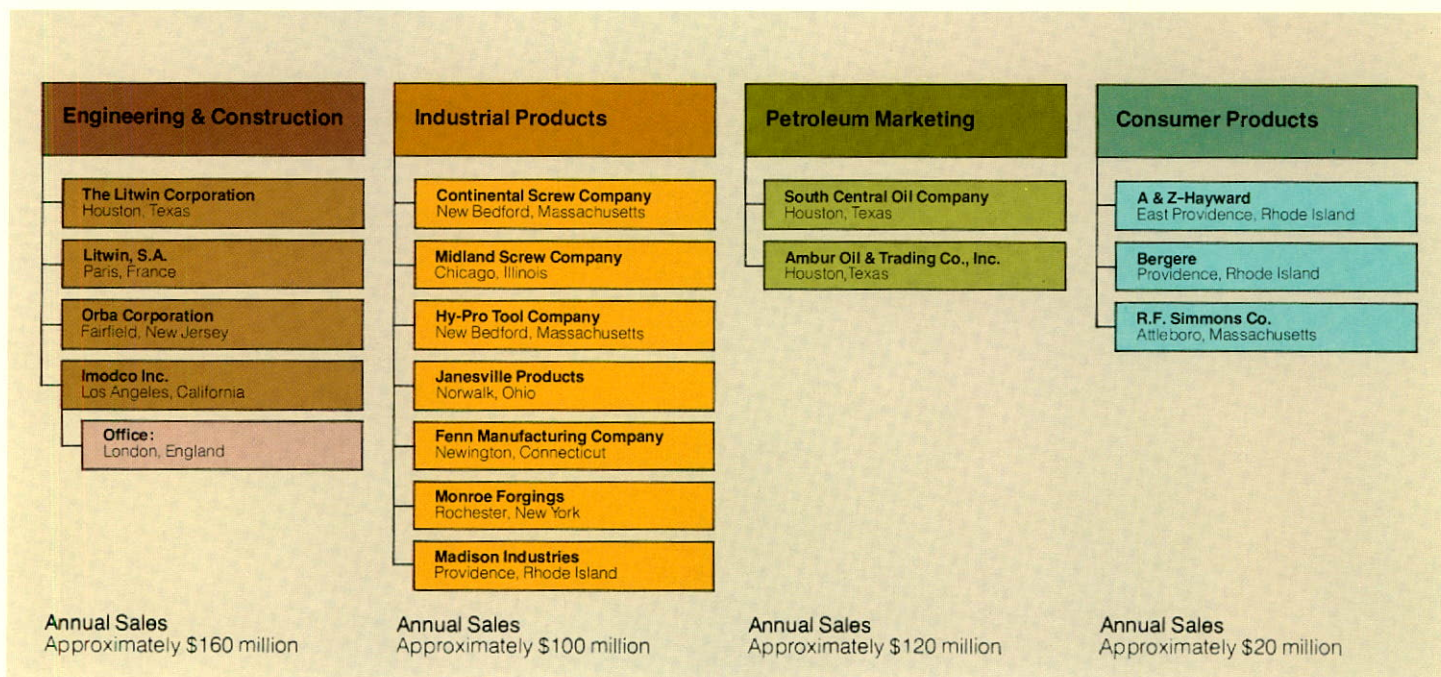 Engineering & Construction
The Litwin Corporation
Houston, Texas
Litwin, S.A.
Paris, France
Orba Corporation
Fairfield, New Jersey
Imodco Inc.
Los Angeles, California
Office:
London, England
Annual Sales
Approximately $160 million
Industrial Products
Continental Screw Company
New Bedford, Massachusetts
Midland Screw Company
Chicago, Illinois
Hy-Pro Tool Company
New Bedford, Massachusetts
Janesville Products
Norwalk, Ohio
Fenn Manufacturing Company
Newington, Connecticut
Monroe Forgings
Rochester, New York
Madison Industries
Providence, Rhode Island
Annual Sales
Approximately $100 million
Petroleum Marketing
South Central Oil Company
Houston, Texas
Ambur Oil & Trading Co., Inc.
Houston, Texas
Annual Sales
Approximately $120 million
Consumer Products
A & Z-Hayward
East Providence, Rhode Island
Bergere
Providence, Rhode Island
R.F. Simmons Co.
Attleboro, Massachusetts
Annual Sales
Approximately $20 million